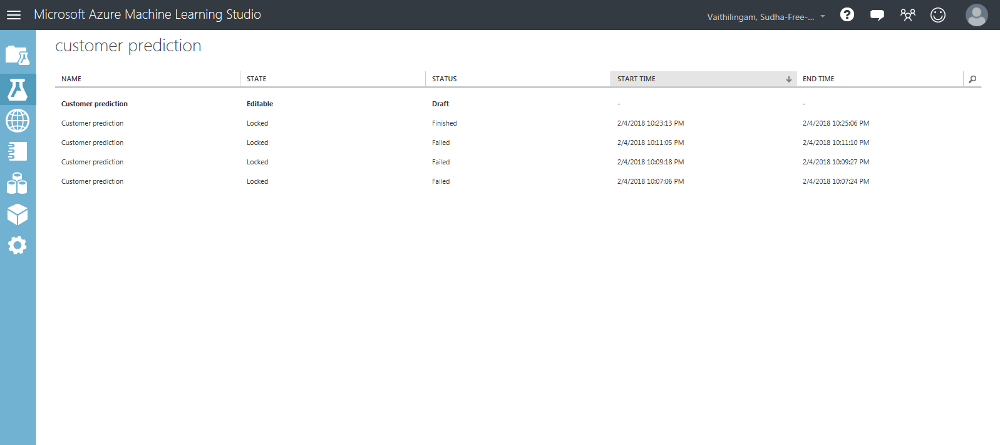 Microsoft Azure Machine Learning Studio Vaithilingam, Sudha-Free-...
customer prediction
NAME STATE STATUS START TIME END TIME
Customer prediction Editable Draft - -
Customer prediction Locked Finished 2/4/2018 10:23:13 PM 2/4/2018 10:25:06 PM
Customer prediction Locked Failed 2/4/2018 10:11:05 PM 2/4/2018 10:11:10 PM
Customer prediction Locked Failed 2/4/2018 10:09:18 PM 2/4/2018 10:09:27 PM
Customer prediction Locked Failed 2/4/2018 10:07:06 PM 2/4/2018 10:07:24 PM